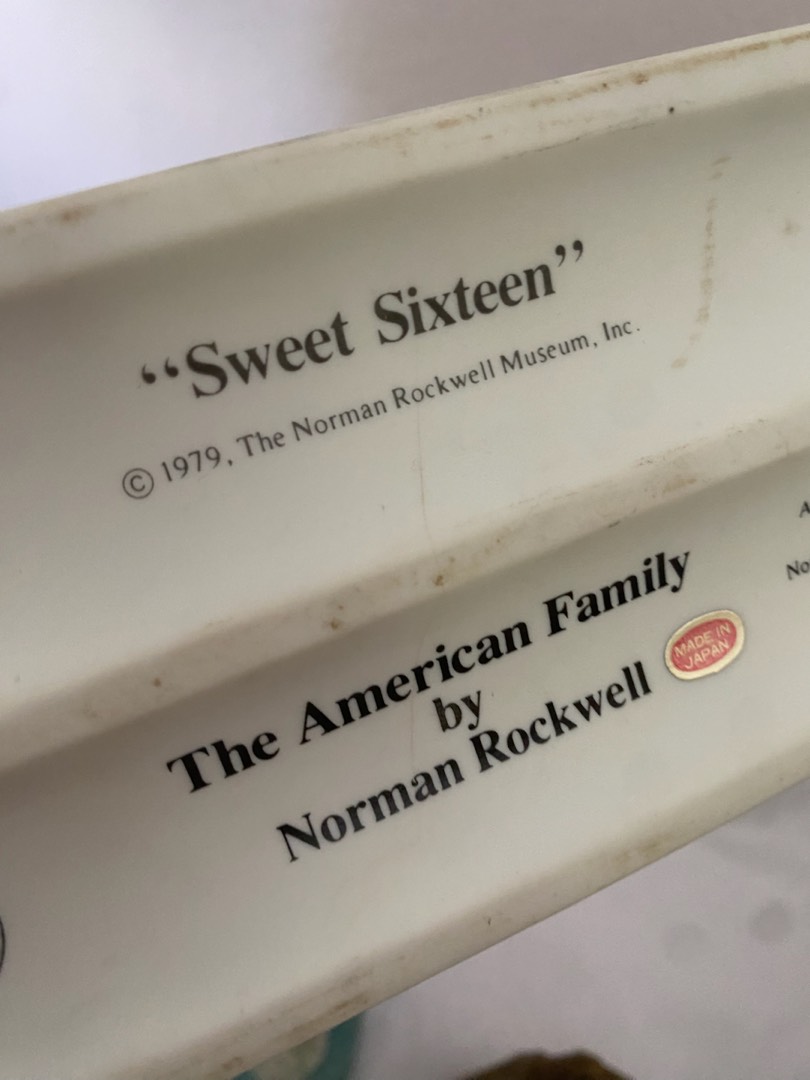 “Sweet Sixteen”
© 1979, The Norman Rockwell Museum, Inc.
The American Family
by
Norman Rockwell
MADE IN
JAPAN